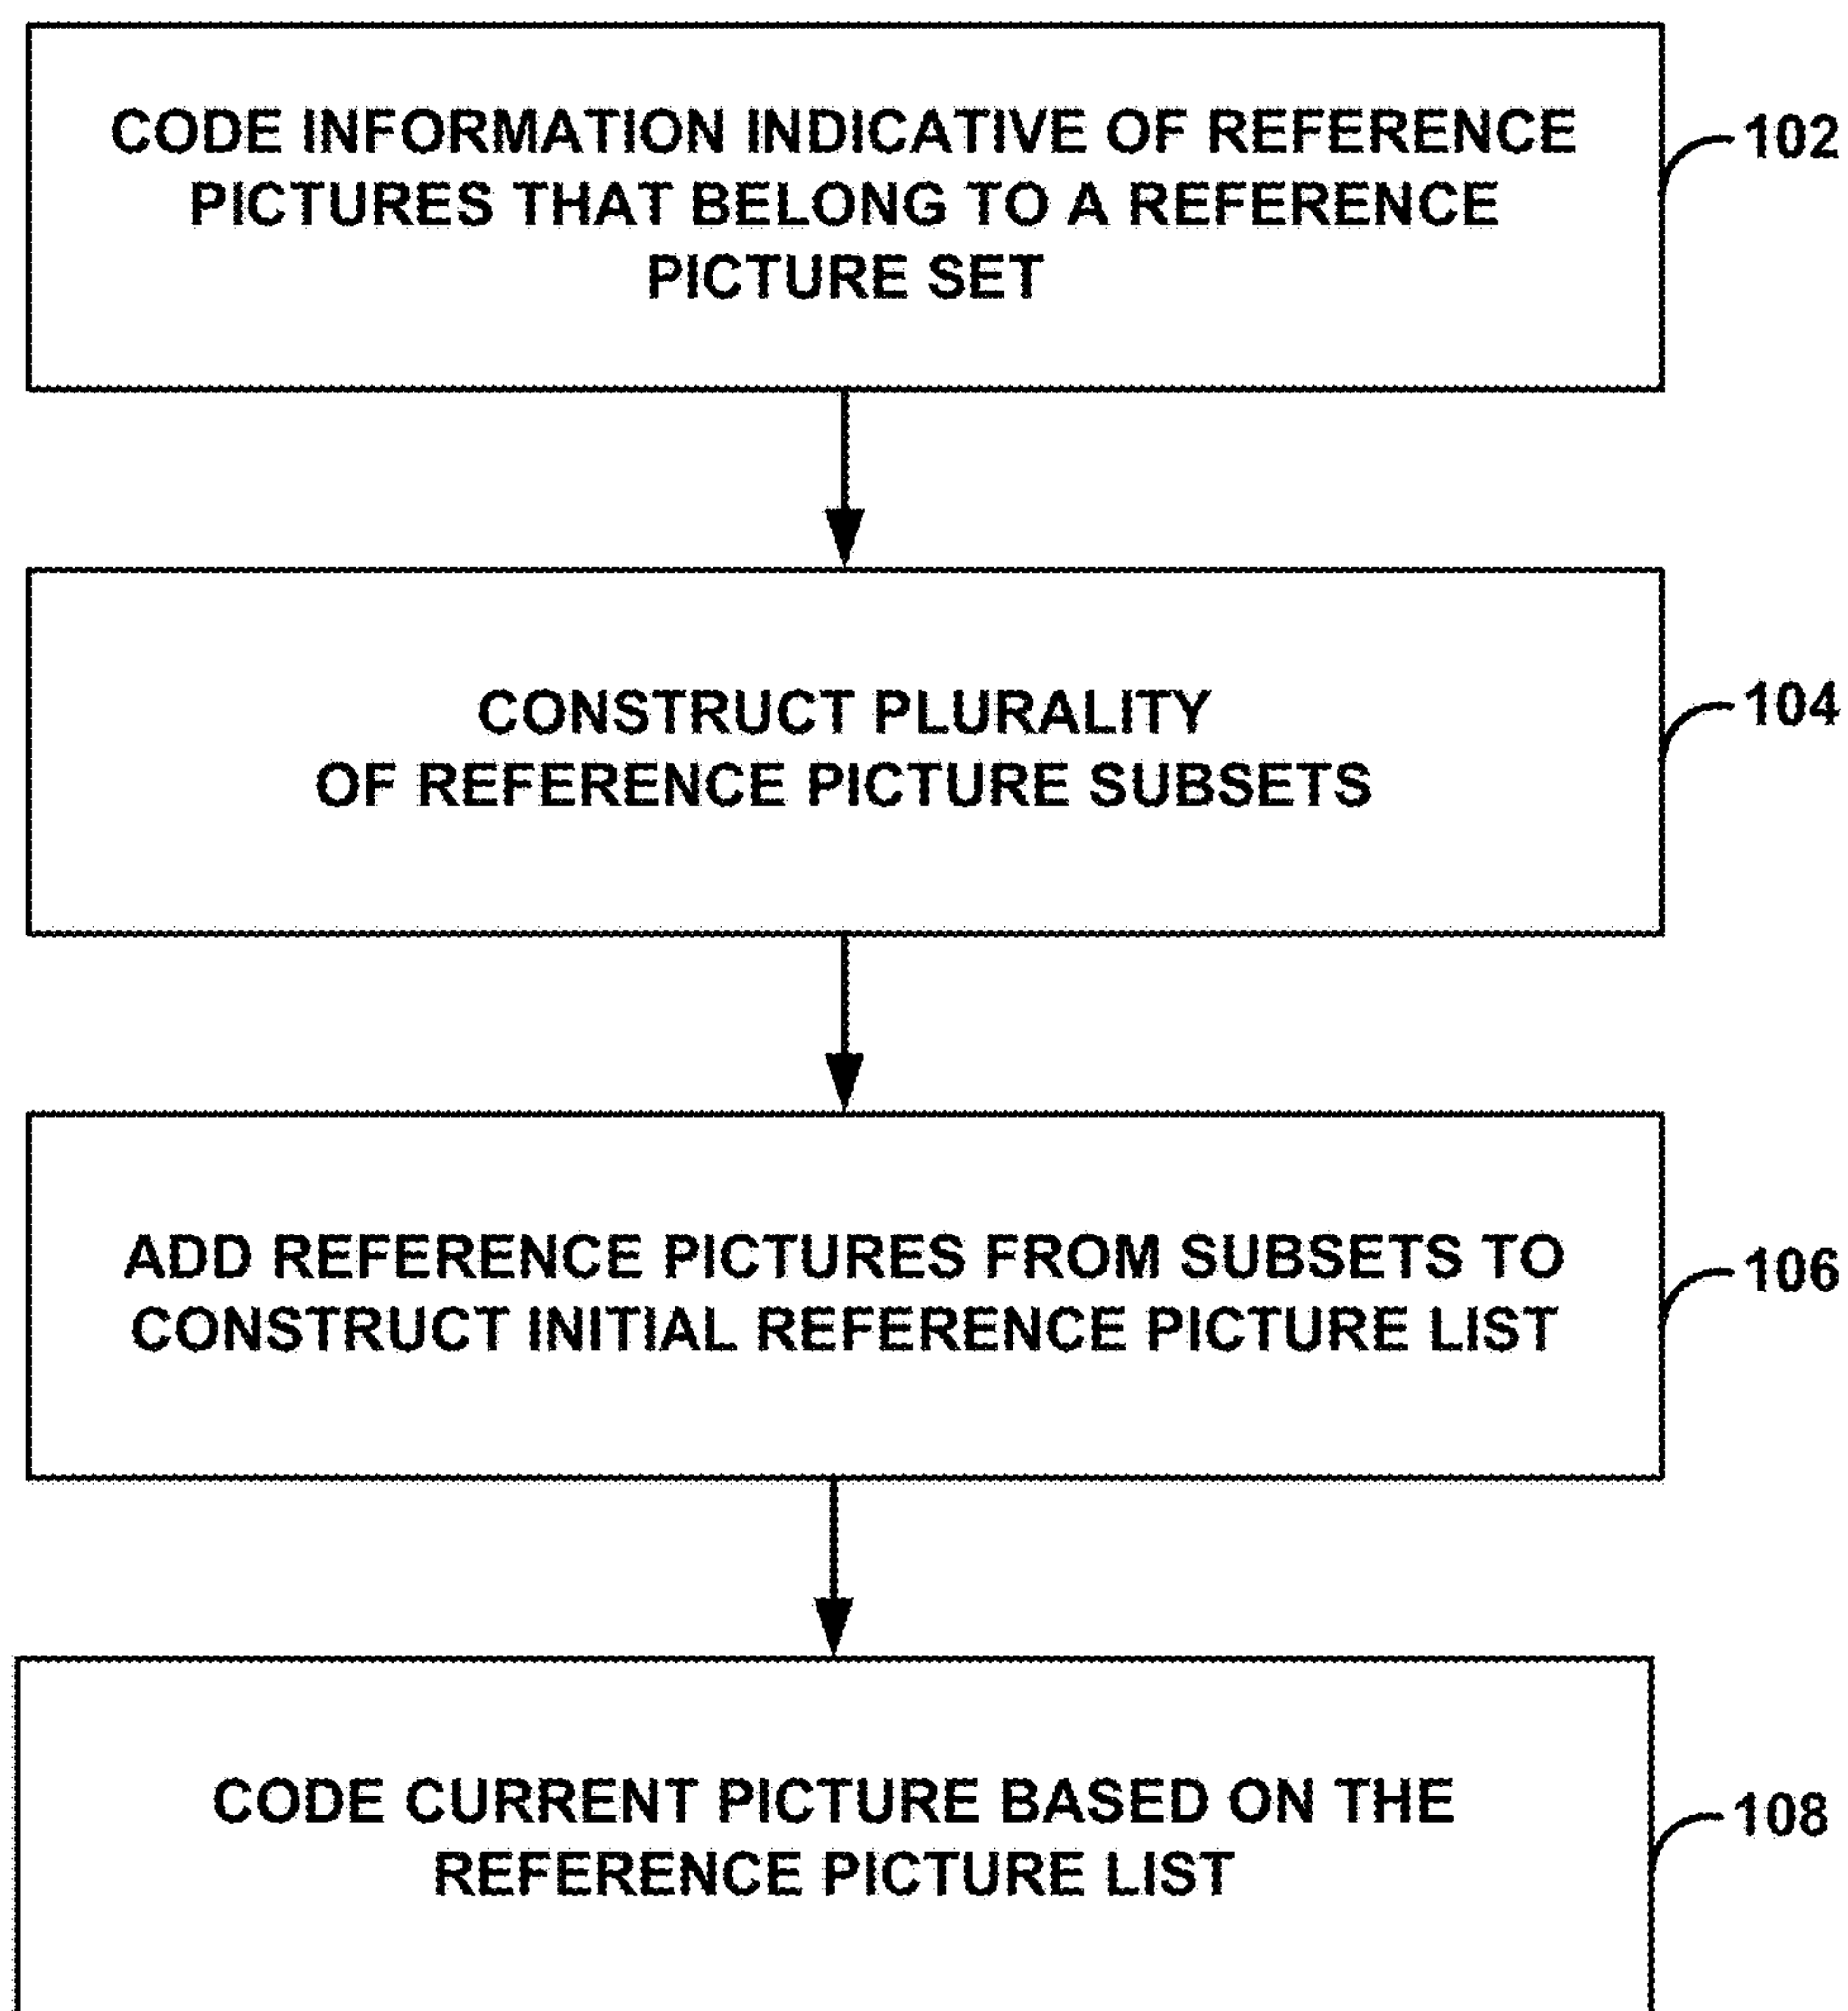 CODE INFORMATION INDICATIVE OF REFERENCE
PICTURES THAT BELONG TO A REFERENCE
PICTURE SET
102
CONSTRUCT PLURALITY
OF REFERENCE PICTURE SUBSETS
104
ADD REFERENCE PICTURES FROM SUBSETS TO
CONSTRUCT INITIAL REFERENCE PICTURE LIST
106
CODE CURRENT PICTURE BASED ON THE
REFERENCE PICTURE LIST
108